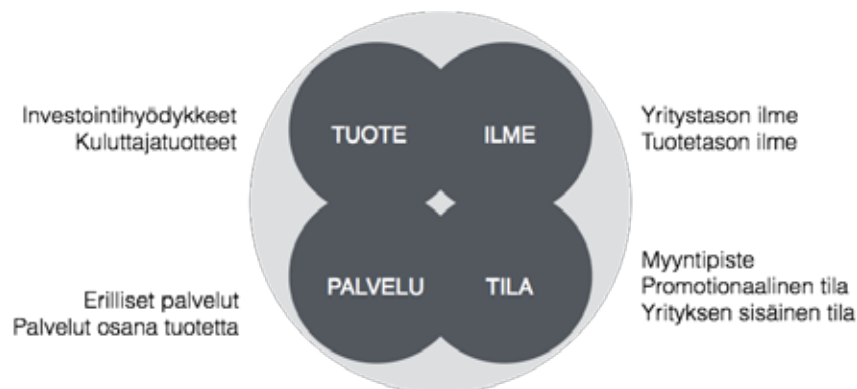 Investointihyödykkeet
Kuluttajatuotteet
TUOTE
ILME
Yritystason ilme
Tuotetason ilme
Erilliset palvelut
Palvelut osana tuotetta
PALVELU
TILA
Myyntipiste
Promotionaalinen tila
Yrityksen sisäinen tila